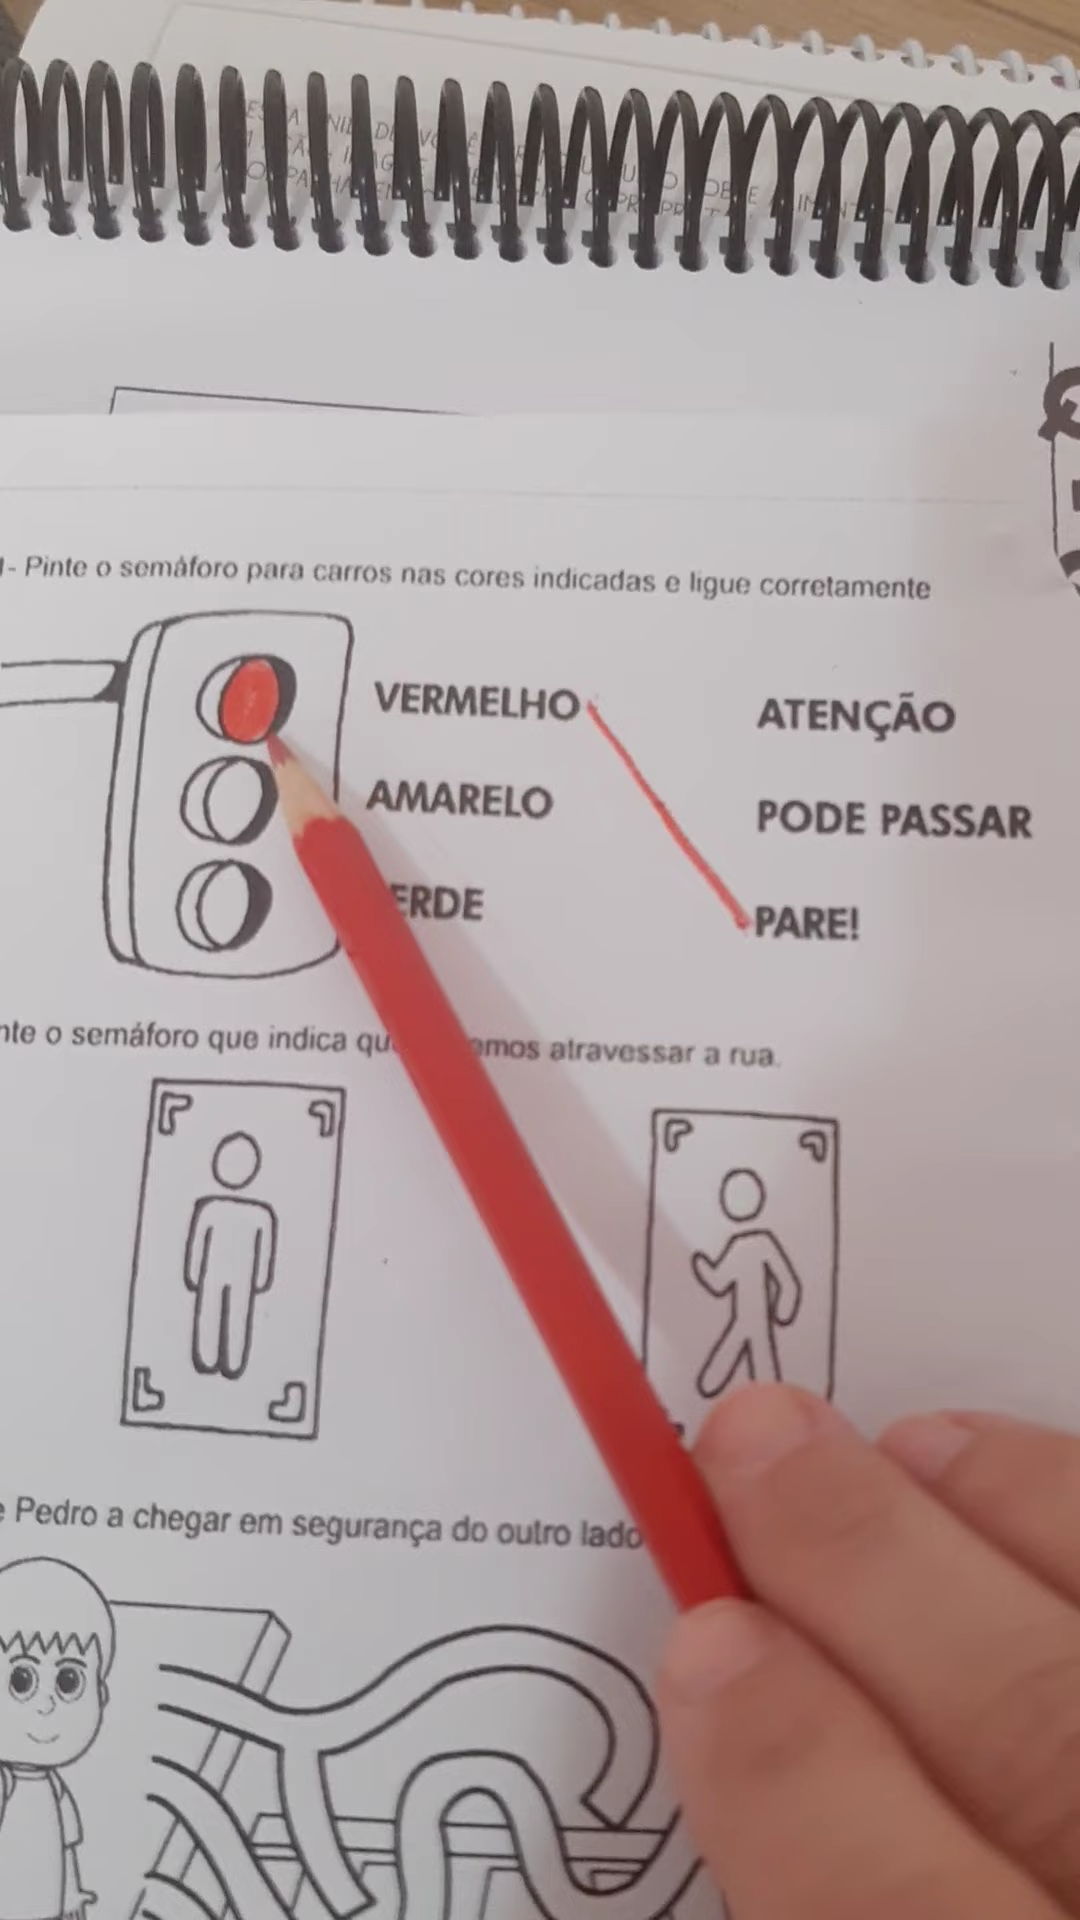 - Pinte o semáforo para carros nas cores indicadas e ligue corretamente
VERMELHO ATENÇÃO
AMARELO PODE PASSAR
ERDE PARE!
nte o semáforo que indica qu emos atravessar a rua.
Pedro a chegar em segurança do outro lado